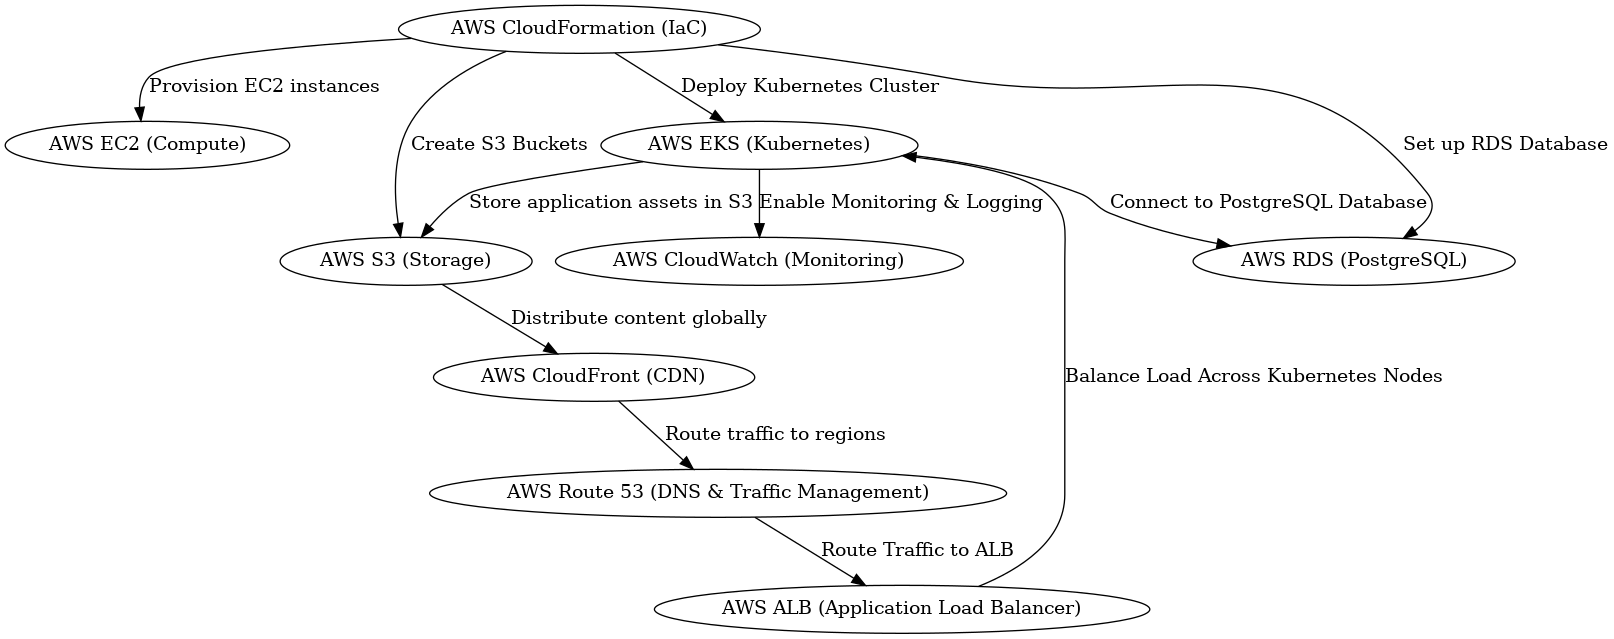 AWS CloudFormation (IaC)
Provision EC2 instances
Deploy Kubernetes Cluster
AWS EC2 (Compute)
Create S3 Buckets
AWS EKS (Kubernetes)
Set up RDS Database
Store application assets in S3
Enable Monitoring & Logging
Connect to PostgreSQL Database
AWS S3 (Storage)
AWS CloudWatch (Monitoring)
AWS RDS (PostgreSQL)
Distribute content globally
AWS CloudFront (CDN)
Balance Load Across Kubernetes Nodes
Route traffic to regions
AWS Route 53 (DNS & Traffic Management)
Route Traffic to ALB
AWS ALB (Application Load Balancer)